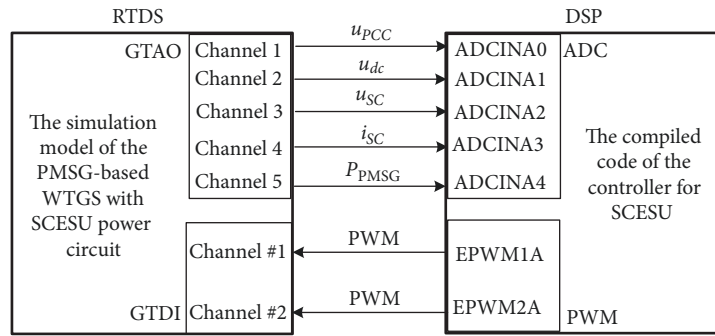 RTDS
DSP
GTAO
Channel 1
u_PCC
ADCINA0
ADC
Channel 2
u_dc
ADCINA1
Channel 3
u_SC
ADCINA2
Channel 4
i_SC
ADCINA3
Channel 5
P_PMSG
ADCINA4
The simulation
model of the
PMSG-based
WTGS with
SCESU power
circuit
The compiled
code of the
controller for
SCESU
Channel #1
PWM
EPWM1A
GTDI
Channel #2
PWM
EPWM2A
PWM